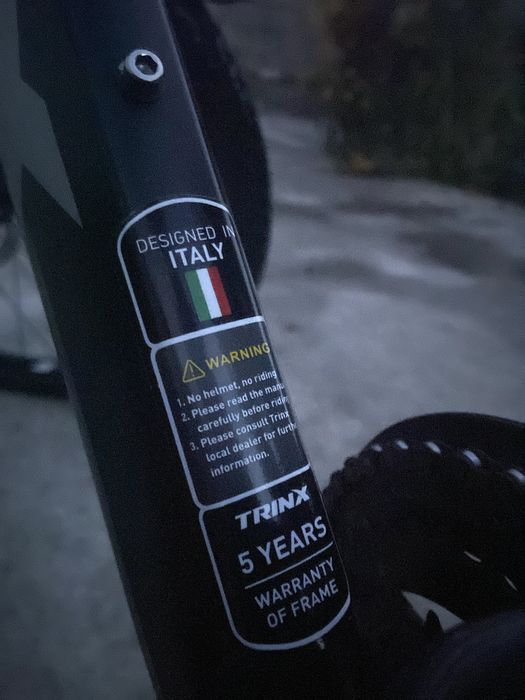 DESIGNED IN
ITALY
WARNING
1. No helmet, no riding
2. Please read the
carefully before
3. Please consult Trinx
local dealer for
information.
TRINX
5 YEARS
WARRANTY
OF FRAME